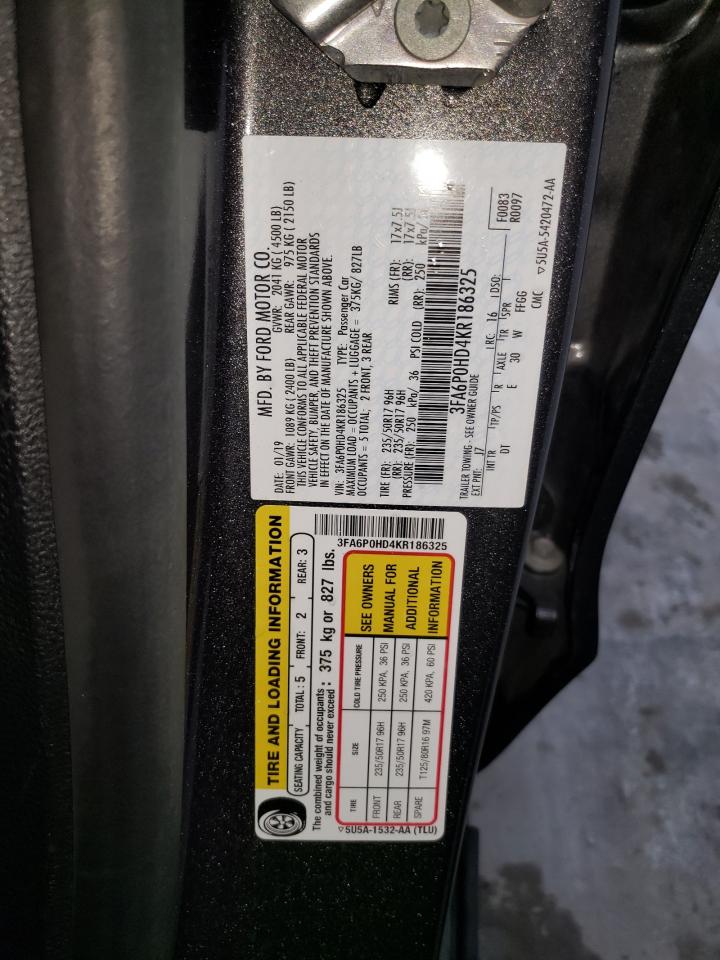 MFD. BY FORD MOTOR CO.
DATE: 01/19 GVWR: 2041 KG ( 4500 LB)
FRONT GAWR: 1089 KG ( 2400 LB) REAR GAWR: 975 KG ( 2150 LB)
THIS VEHICLE CONFORMS TO ALL APPLICABLE FEDERAL MOTOR
VEHICLE SAFETY, BUMPER, AND THEFT PREVENTION STANDARDS
IN EFFECT ON THE DATE OF MANUFACTURE SHOWN ABOVE.
VIN: 3FA6P0HD4KR186325 TYPE: Passenger Car
MAXIMUM LOAD = OCCUPANTS + LUGGAGE = 375KG/ 827LB
OCCUPANTS = 5 TOTAL, 2 FRONT, 3 REAR
TIRE (FR): 235/50R17 96H RIMS (FR): 17x7.5J
(RR): 235/50R17 96H (RR): 17x7.5J
PRESSURE (FR): 250 kPa/ 36 PSI COLD (RR): 250 kPa/
3FA6P0HD4KR186325
TRAILER TOWING - SEE OWNER GUIDE
EXT PNT: J7 RC: 16 DSO:
INT TR TP/PS R AXLE TR SPR
DT E 30 W FFGG
CMC
F0083
R0097
▽5U5A-5420472-AA
TIRE AND LOADING INFORMATION
SEATING CAPACITY TOTAL: 5 FRONT: 2 REAR: 3
The combined weight of occupants
and cargo should never exceed: 375 kg or 827 lbs.
3FA6P0HD4KR186325
TIRE SIZE COLD TIRE PRESSURE
FRONT 235/50R17 96H 250 KPA, 36 PSI
REAR 235/50R17 96H 250 KPA, 36 PSI
SPARE T125/80R16 97M 420 KPA, 60 PSI
SEE OWNERS
MANUAL FOR
ADDITIONAL
INFORMATION
▽5U5A-1532-AA (TLU)